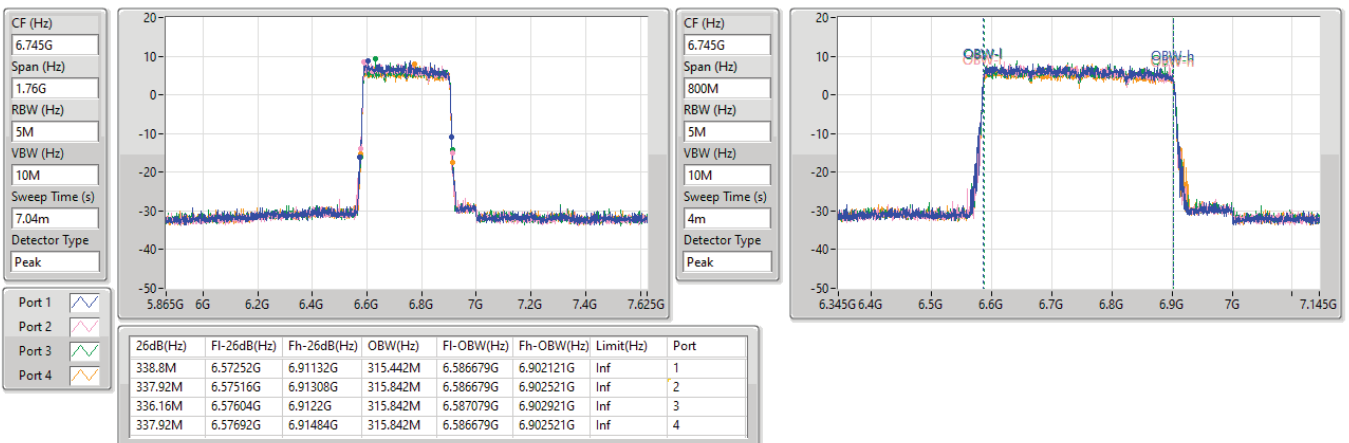 CF (Hz)
6.745G
Span (Hz)
1.76G
RBW (Hz)
5M
VBW (Hz)
10M
Sweep Time (s)
7.04m
Detector Type
Peak
20
10
0
-10
-20
-30
-40
-50
5.865G 6G 6.2G 6.4G 6.6G 6.8G 7G 7.2G 7.4G 7.625G
CF (Hz)
6.745G
Span (Hz)
800M
RBW (Hz)
5M
VBW (Hz)
10M
Sweep Time (s)
4m
Detector Type
Peak
20
10
0
-10
-20
-30
-40
-50
OBW-l OBW-h
6.345G 6.4G 6.5G 6.6G 6.7G 6.8G 6.9G 7G 7.145G
Port 1
Port 2
Port 3
Port 4
26dB(Hz) Fl-26dB(Hz) Fh-26dB(Hz) OBW(Hz) Fl-OBW(Hz) Fh-OBW(Hz) Limit(Hz) Port
338.8M 6.57252G 6.91132G 315.442M 6.586679G 6.902121G Inf 1
337.92M 6.57516G 6.91308G 315.842M 6.586679G 6.902521G Inf 2
336.16M 6.57604G 6.9122G 315.842M 6.587079G 6.902921G Inf 3
337.92M 6.57692G 6.91484G 315.842M 6.586679G 6.902521G Inf 4